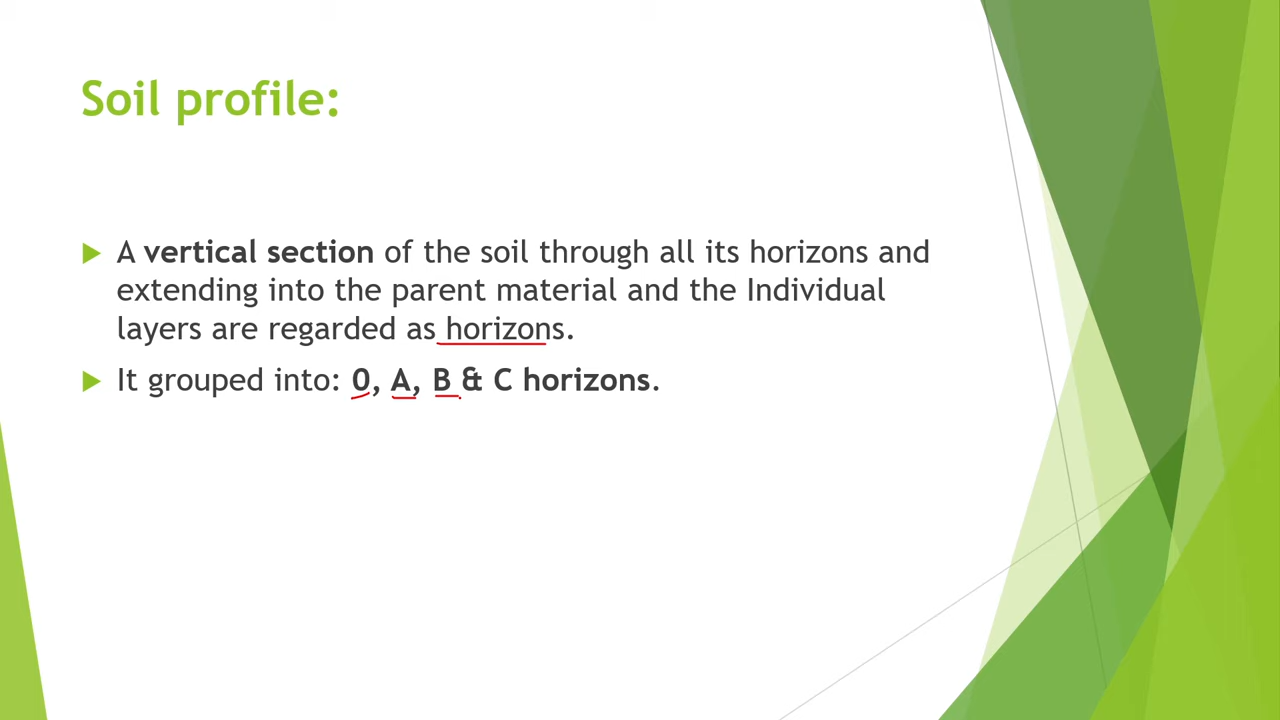 Soil profile:
A vertical section of the soil through all its horizons and
extending into the parent material and the Individual
layers are regarded as horizons.
It grouped into: 0, A, B & C horizons.